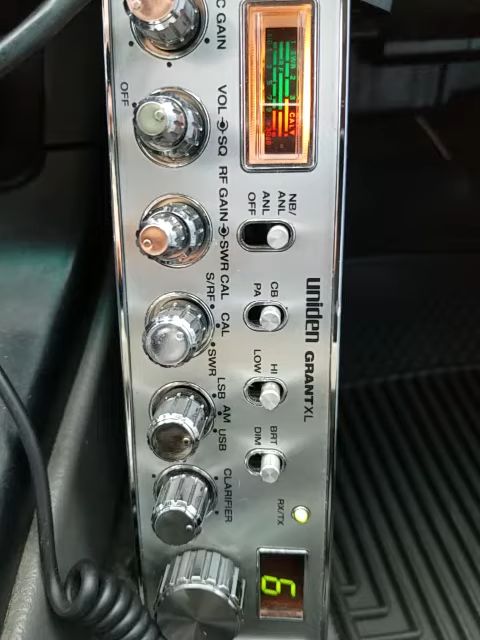 CAL
NB/
ANL
ANL
OFF
CB
PA
HI
LOW
BRT
DIM
RX/TX
uniden GRANT XL
C GAIN
OFF
VOL SQ
RF GAIN SWR CAL
S/RF
CAL
SWR
LSB
AM
USB
CLARIFIER